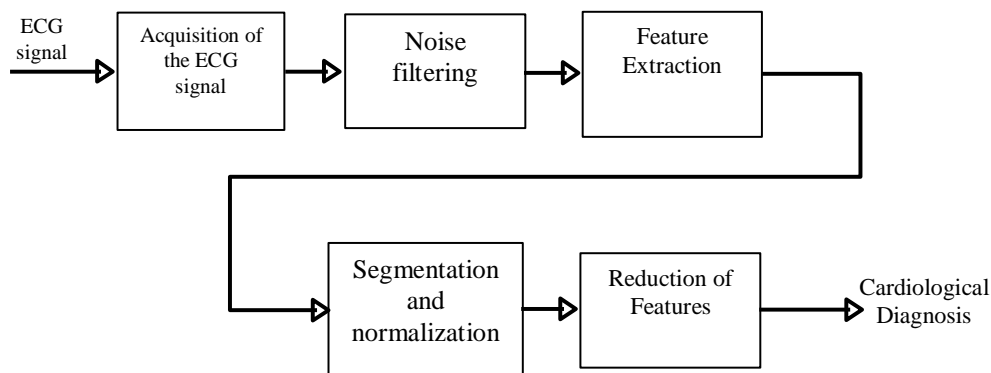 ECG
signal
Acquisition of
the ECG
signal
Noise
filtering
Feature
Extraction
Segmentation
and
normalization
Reduction of
Features
Cardiological
Diagnosis